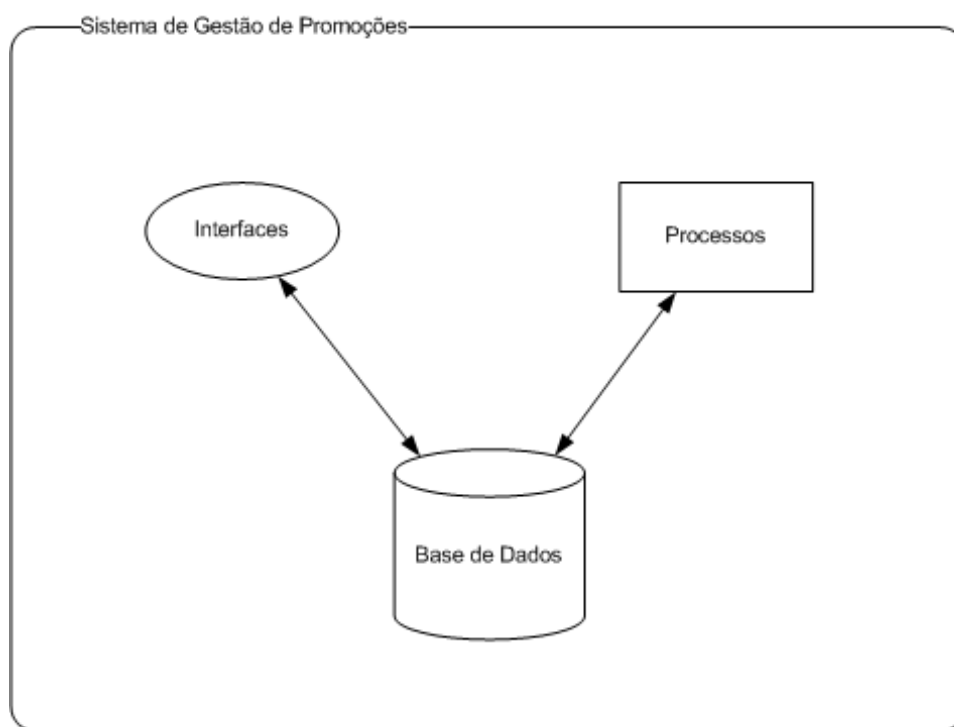 Sistema de Gestão de Promoções
Interfaces
Processos
Base de Dados